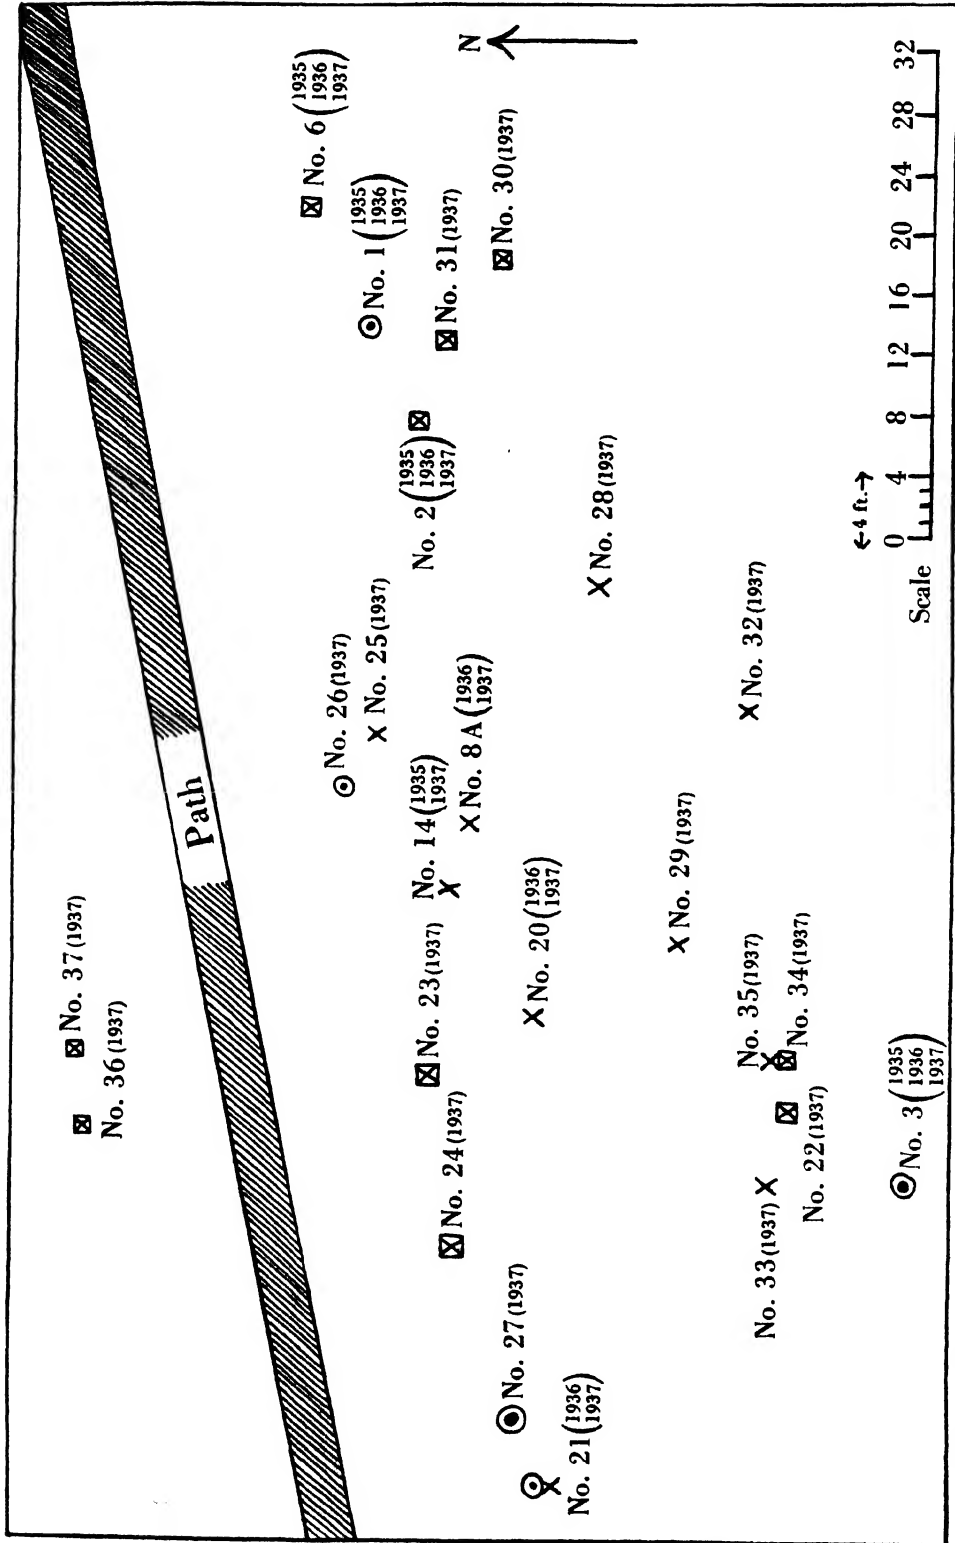 No. 37 (1937)
No. 36 (1937)
Path
No. 6 (1935
1936
1937)
No. 26 (1937)
No. 1 (1935
1936
1937)
No. 25 (1937)
No. 14 (1935
1937)
No. 2 (1935
1936
1937)
No. 23 (1937)
No. 31 (1937)
No. 24 (1937)
No. 8A (1936
1937)
N
No. 30 (1937)
No. 27 (1937)
No. 20 (1936
1937)
No. 21 (1936
1937)
No. 28 (1937)
No. 29 (1937)
No. 35 (1937)
No. 32 (1937)
No. 33 (1937)
No. 34 (1937)
No. 22 (1937)
←4 ft.→
0 4 8 12 16 20 24 28 32
No. 3 (1935
1936
1937)
Scale